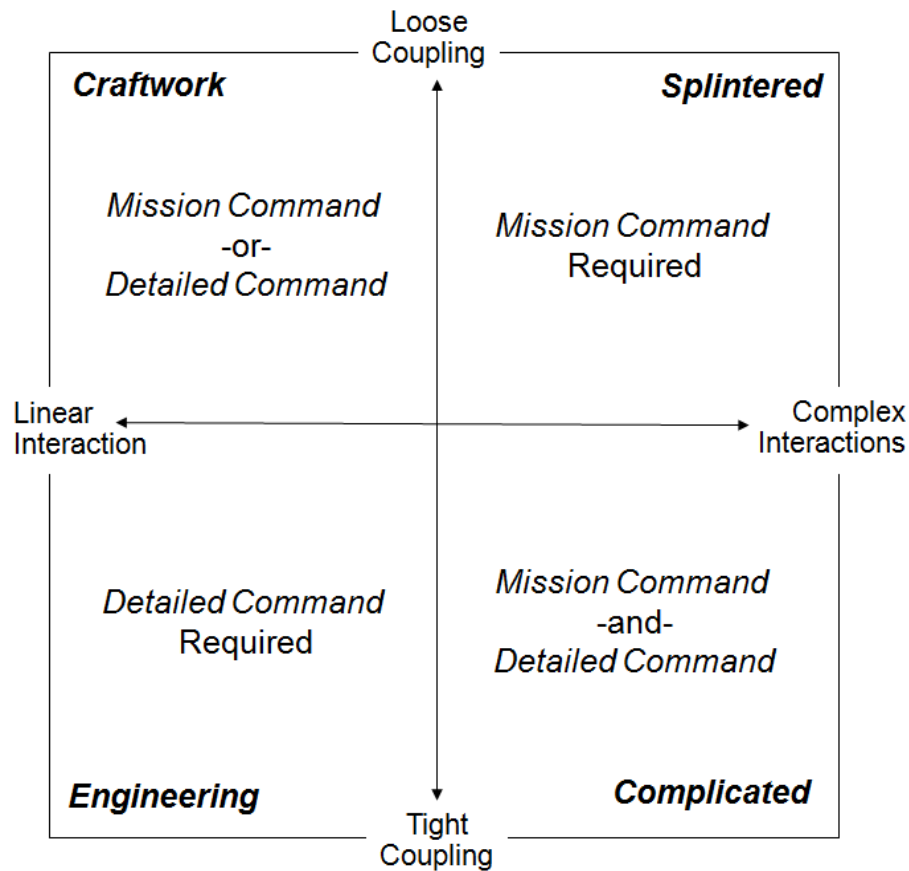 Loose
Coupling
Craftwork
Splintered
Mission Command
-or-
Detailed Command
Mission Command
Required
Linear
Interaction
Complex
Interactions
Detailed Command
Required
Mission Command
-and-
Detailed Command
Engineering
Complicated
Tight
Coupling